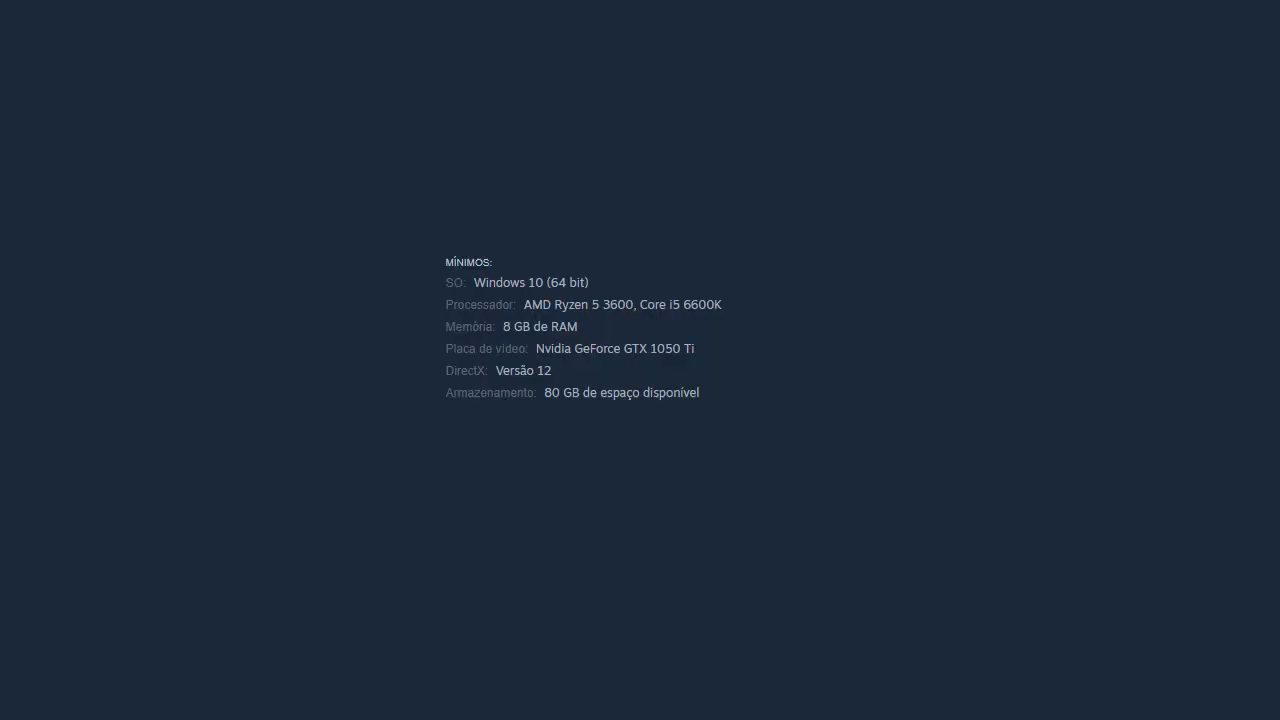 MÍNIMOS:
SO: Windows 10 (64 bit)
Processador: AMD Ryzen 5 3600, Core i5 6600K
Memória: 8 GB de RAM
Placa de vídeo: Nvidia GeForce GTX 1050 Ti
DirectX: Versão 12
Armazenamento: 80 GB de espaço disponível